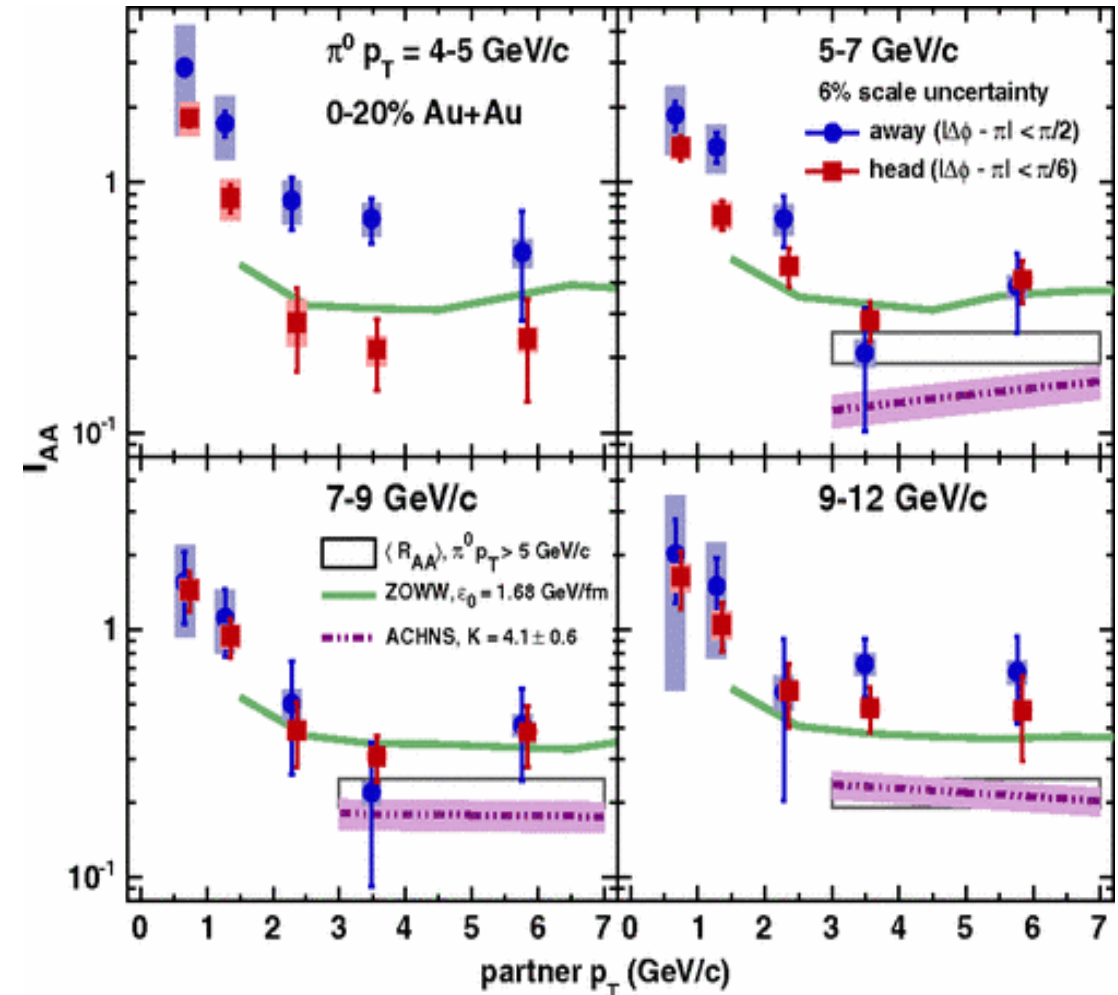 π⁰ p_T = 4-5 GeV/c
0-20% Au+Au
5-7 GeV/c
6% scale uncertainty
away (|Δϕ - π| < π/2)
head (|Δϕ - π| < π/6)
1
10⁻¹
I_AA
7-9 GeV/c
⟨ R_AA⟩, π⁰ p_T > 5 GeV/c
ZOWW, ε₀ = 1.68 GeV/fm
ACHNS, K = 4.1 ± 0.6
9-12 GeV/c
1
10⁻¹
0 1 2 3 4 5 6 7 0 1 2 3 4 5 6 7
partner p_T (GeV/c)